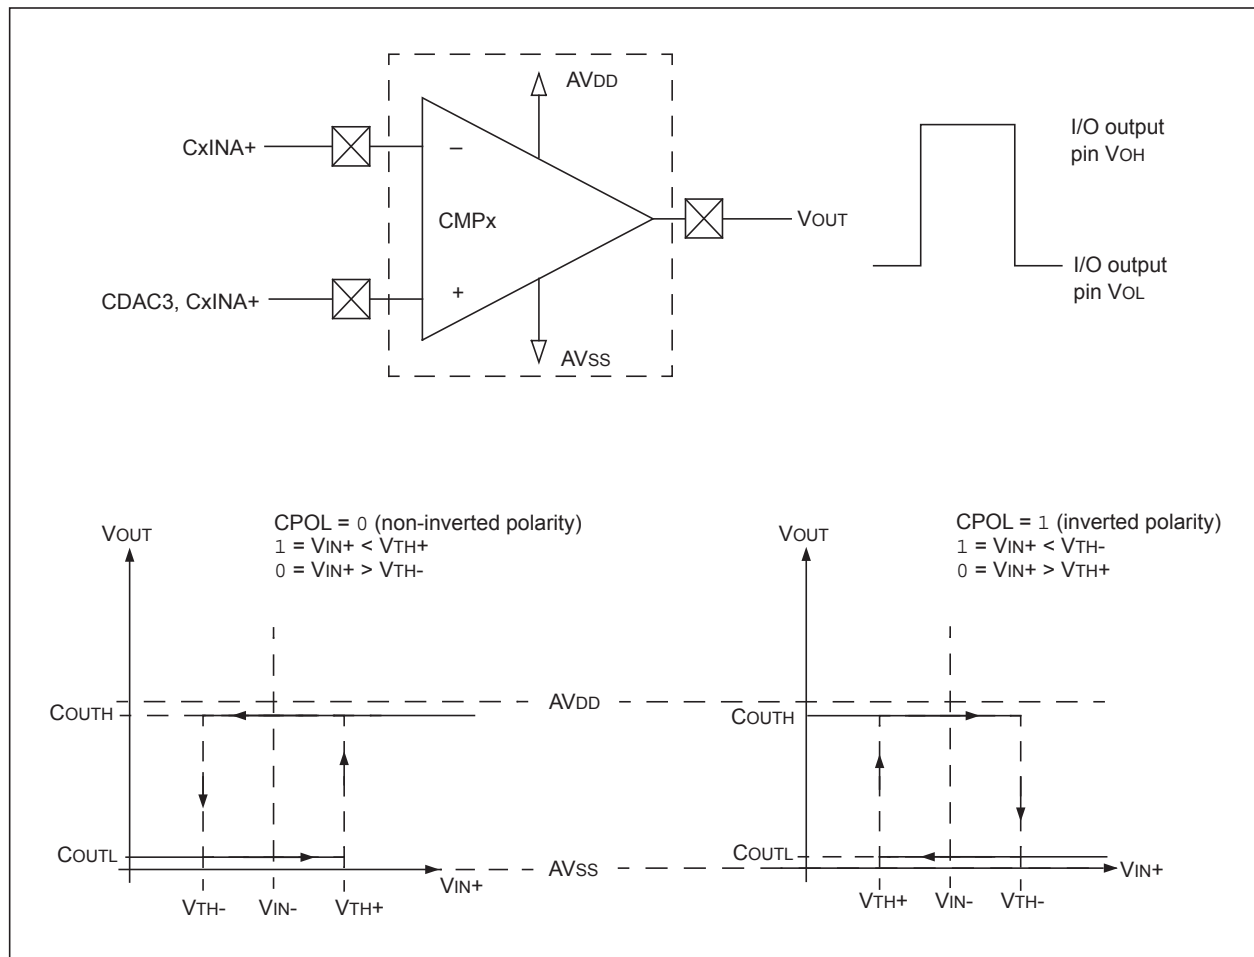 AVDD
CxINA+
–
CMPx
+
CDAC3, CxINA+
AVSS
VOUT
I/O output
pin VOH
I/O output
pin VOL
CPOL = 0 (non-inverted polarity)
1 = VIN+ < VTH+
0 = VIN+ > VTH-
VOUT
COUTH
COUTL
VTH-
VIN-
VTH+
VIN+
AVDD
AVSS
CPOL = 1 (inverted polarity)
1 = VIN+ < VTH-
0 = VIN+ > VTH+
VOUT
COUTH
COUTL
VTH+
VIN-
VTH-
VIN+